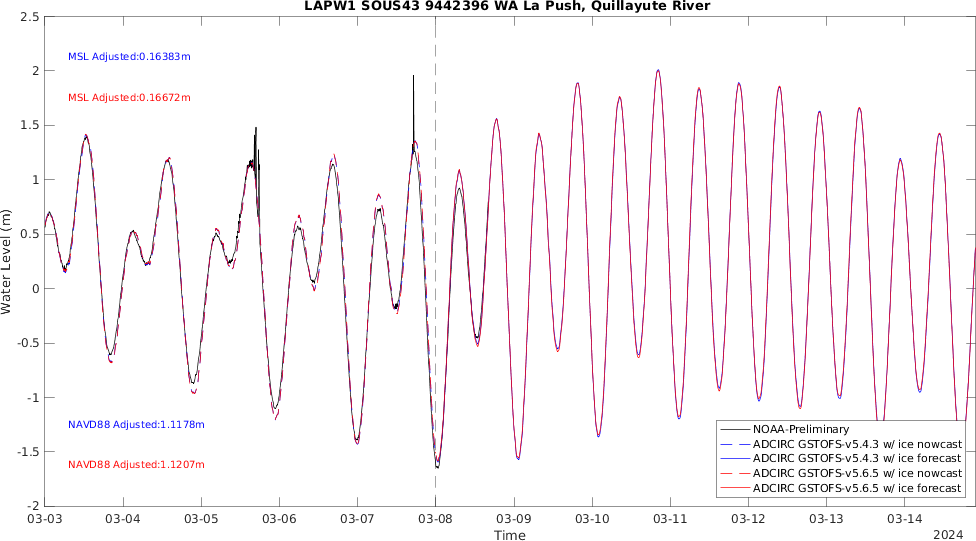 LAPW1 SOUS43 9442396 WA La Push, Quillayute River
2.5
2
1.5
1
0.5
0
-0.5
-1
-1.5
-2
Water Level (m)
MSL Adjusted:0.16383m
MSL Adjusted:0.16672m
NAVD88 Adjusted:1.1178m
NAVD88 Adjusted:1.1207m
NOAA-Preliminary
ADCIRC GSTOFS-v5.4.3 w/ ice nowcast
ADCIRC GSTOFS-v5.4.3 w/ ice forecast
ADCIRC GSTOFS-v5.6.5 w/ ice nowcast
ADCIRC GSTOFS-v5.6.5 w/ ice forecast
03-03 03-04 03-05 03-06 03-07 03-08 03-09 03-10 03-11 03-12 03-13 03-14
Time
2024